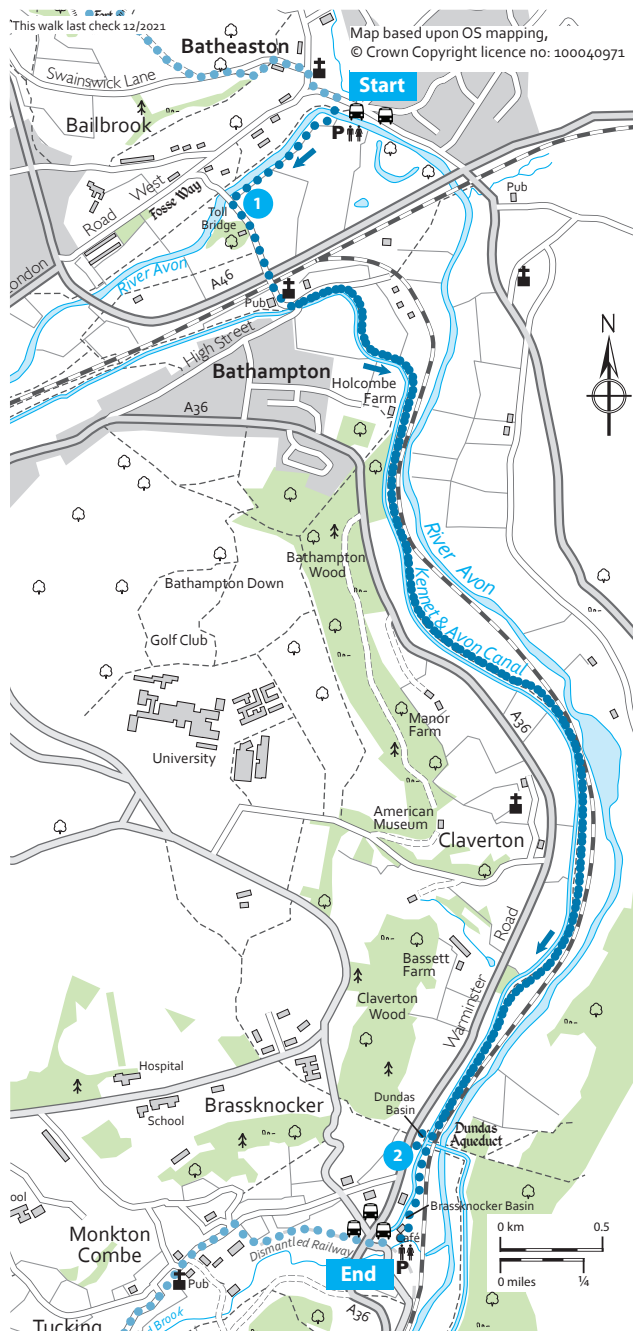 This walk last check 12/2021
Map based upon OS mapping,
© Crown Copyright licence no: 100040971
Batheaston
Start
Swainswick Lane
Bailbrook
P
1
Pub
Road West
Fosse Way
Toll
Bridge
London
River Avon
A46
Pub
High Street
N
Bathampton
Holcombe
Farm
A36
River Avon
Bathampton
Wood
Kennet & Avon Canal
Bathampton Down
Golf Club
A36
Manor
Farm
University
American
Museum
Claverton
Bassett
Farm
Warminster Road
Claverton
Wood
Hospital
School
Brassknocker
Dundas
Basin
Dundas
Aqueduct
2
Brassknocker Basin
ool
Monkton
Combe
Café
Dismantled Railway
P
0 km 0.5
0 miles ¼
Pub
End
Tucking
d Brook
A36